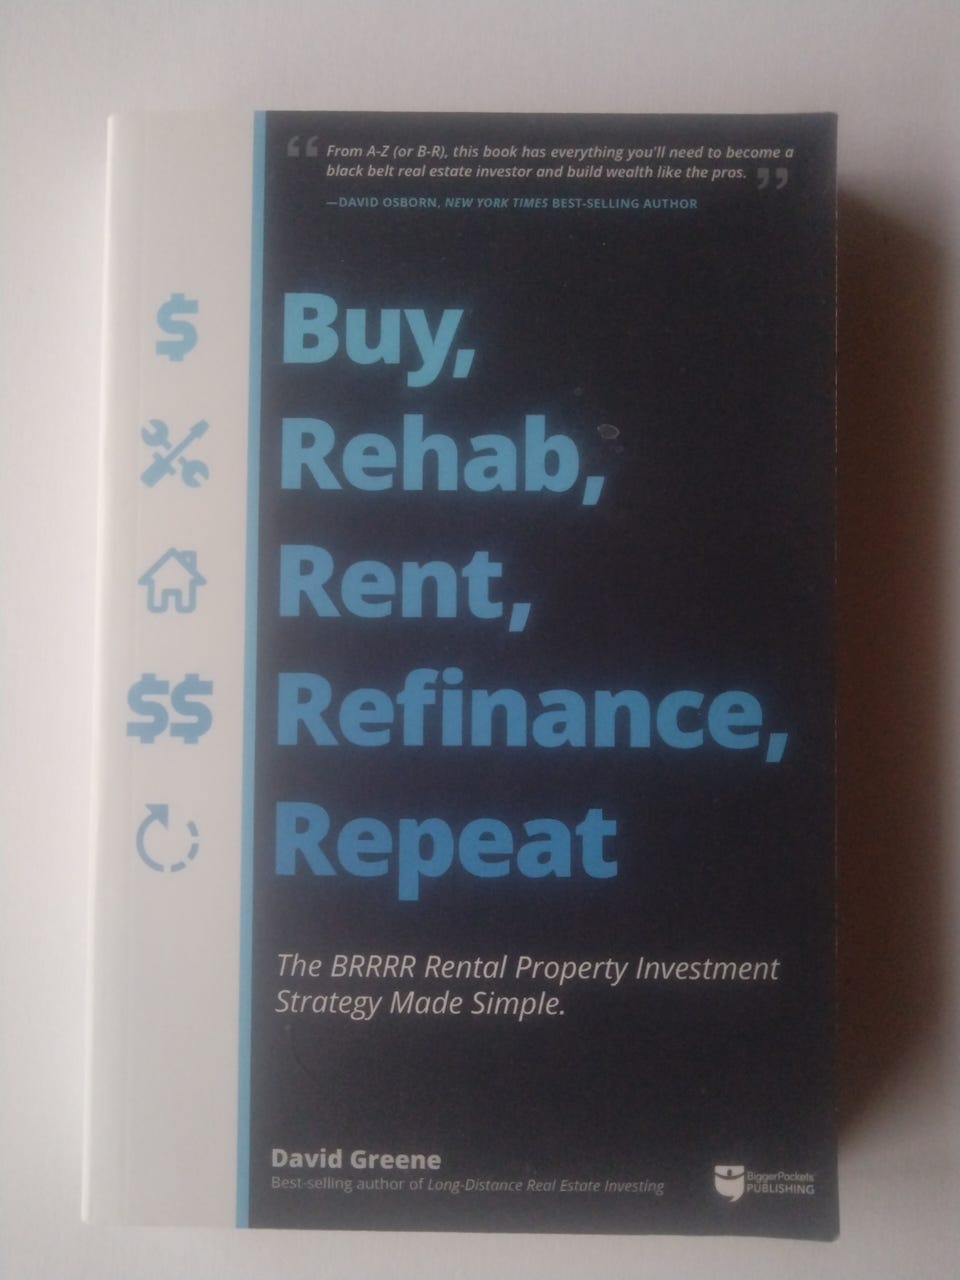 “ From A-Z (or B-R), this book has everything you'll need to become a
black belt real estate investor and build wealth like the pros. ”
—DAVID OSBORN, NEW YORK TIMES BEST-SELLING AUTHOR
$
Buy,
Rehab,
Rent,
$$
Refinance,
Repeat
The BRRRR Rental Property Investment
Strategy Made Simple.
David Greene
Best-selling author of Long-Distance Real Estate Investing
BiggerPockets
PUBLISHING